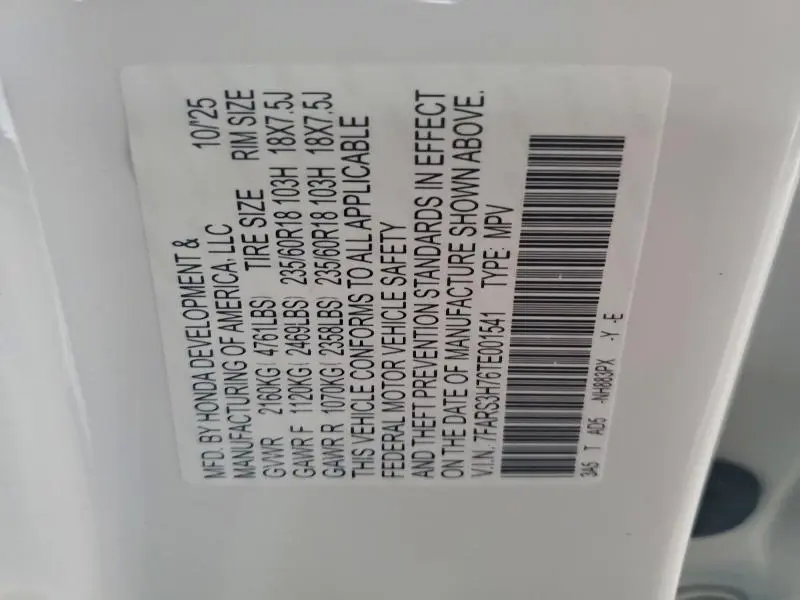 MFD. BY HONDA DEVELOPMENT & 10/'25
MANUFACTURING OF AMERICA, LLC
GVWR 2160KG( 4761LBS) TIRE SIZE RIM SIZE
GAWR F 1120KG( 2469LBS) 235/60R18 103H 18X7.5J
GAWR R 1070KG( 2358LBS) 235/60R18 103H 18X7.5J
THIS VEHICLE CONFORMS TO ALL APPLICABLE
FEDERAL MOTOR VEHICLE SAFETY
AND THEFT PREVENTION STANDARDS IN EFFECT
ON THE DATE OF MANUFACTURE SHOWN ABOVE.
V.I.N. 7FARS3H76TE001541 TYPE: MPV
3A5 T AD5 -NH883PX -Y -E